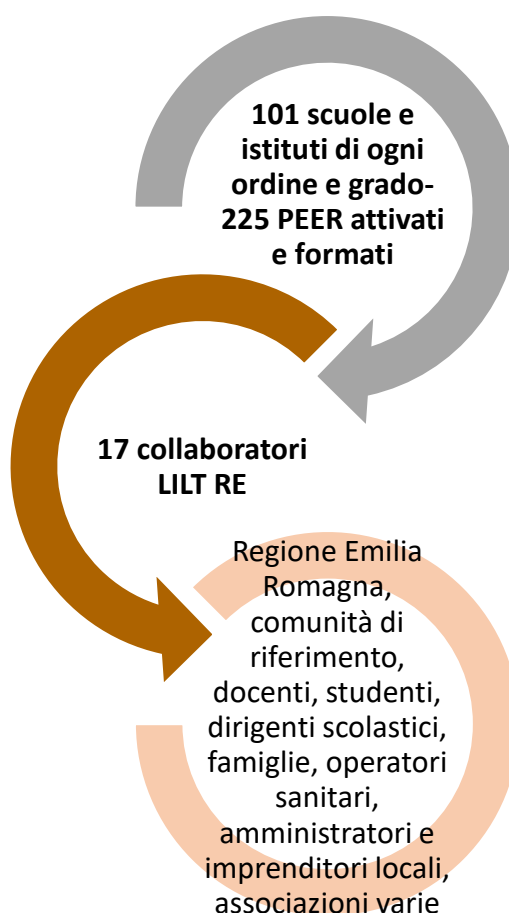 101 scuole e
istituti di ogni
ordine e grado-
225 PEER attivati
e formati
17 collaboratori
LILT RE
Regione Emilia
Romagna,
comunità di
riferimento,
docenti, studenti,
dirigenti scolastici,
famiglie, operatori
sanitari,
amministratori e
imprenditori locali,
associazioni varie